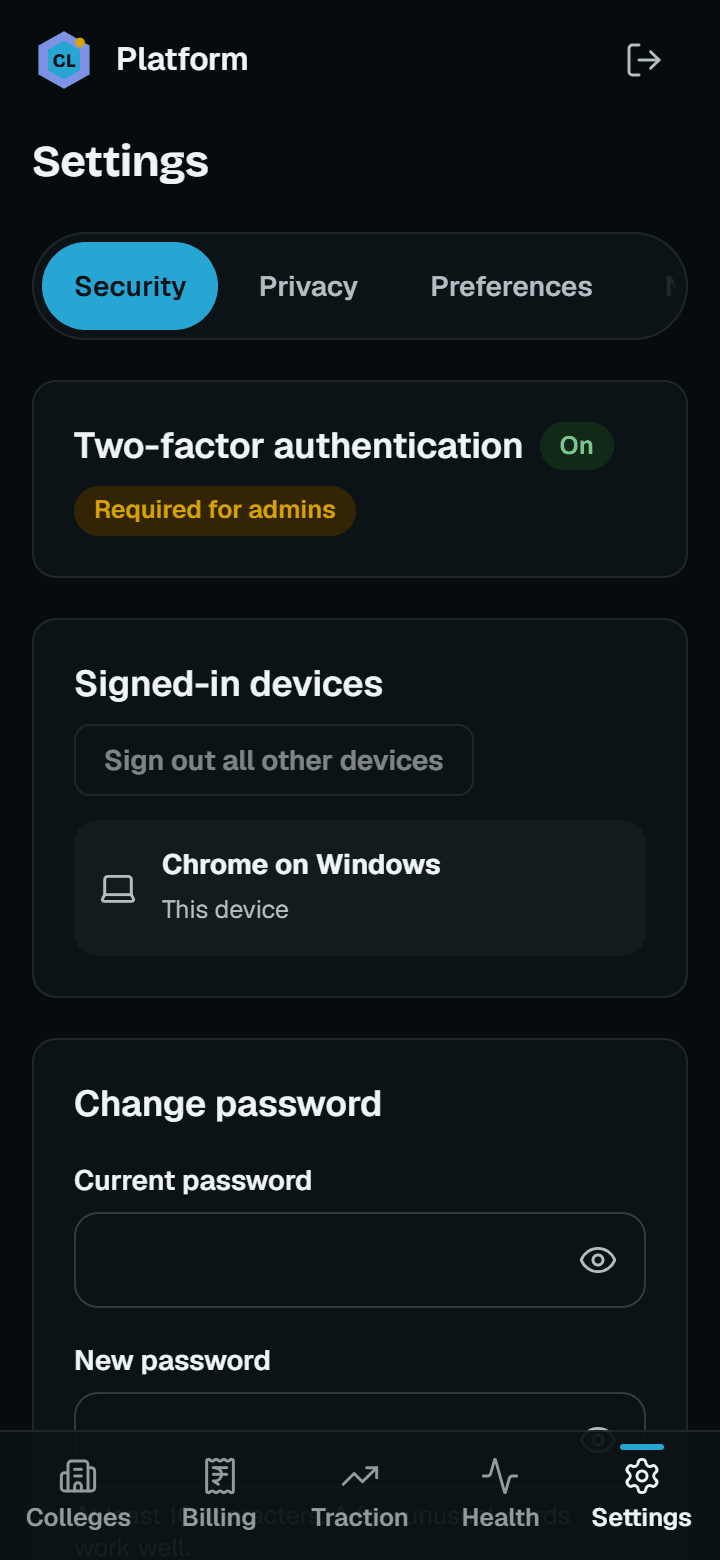 CL Platform
Settings
Security Privacy Preferences
Two-factor authentication On
Required for admins
Signed-in devices
Sign out all other devices
Chrome on Windows
This device
Change password
Current password
New password
Colleges Billing Traction Health Settings
work well.